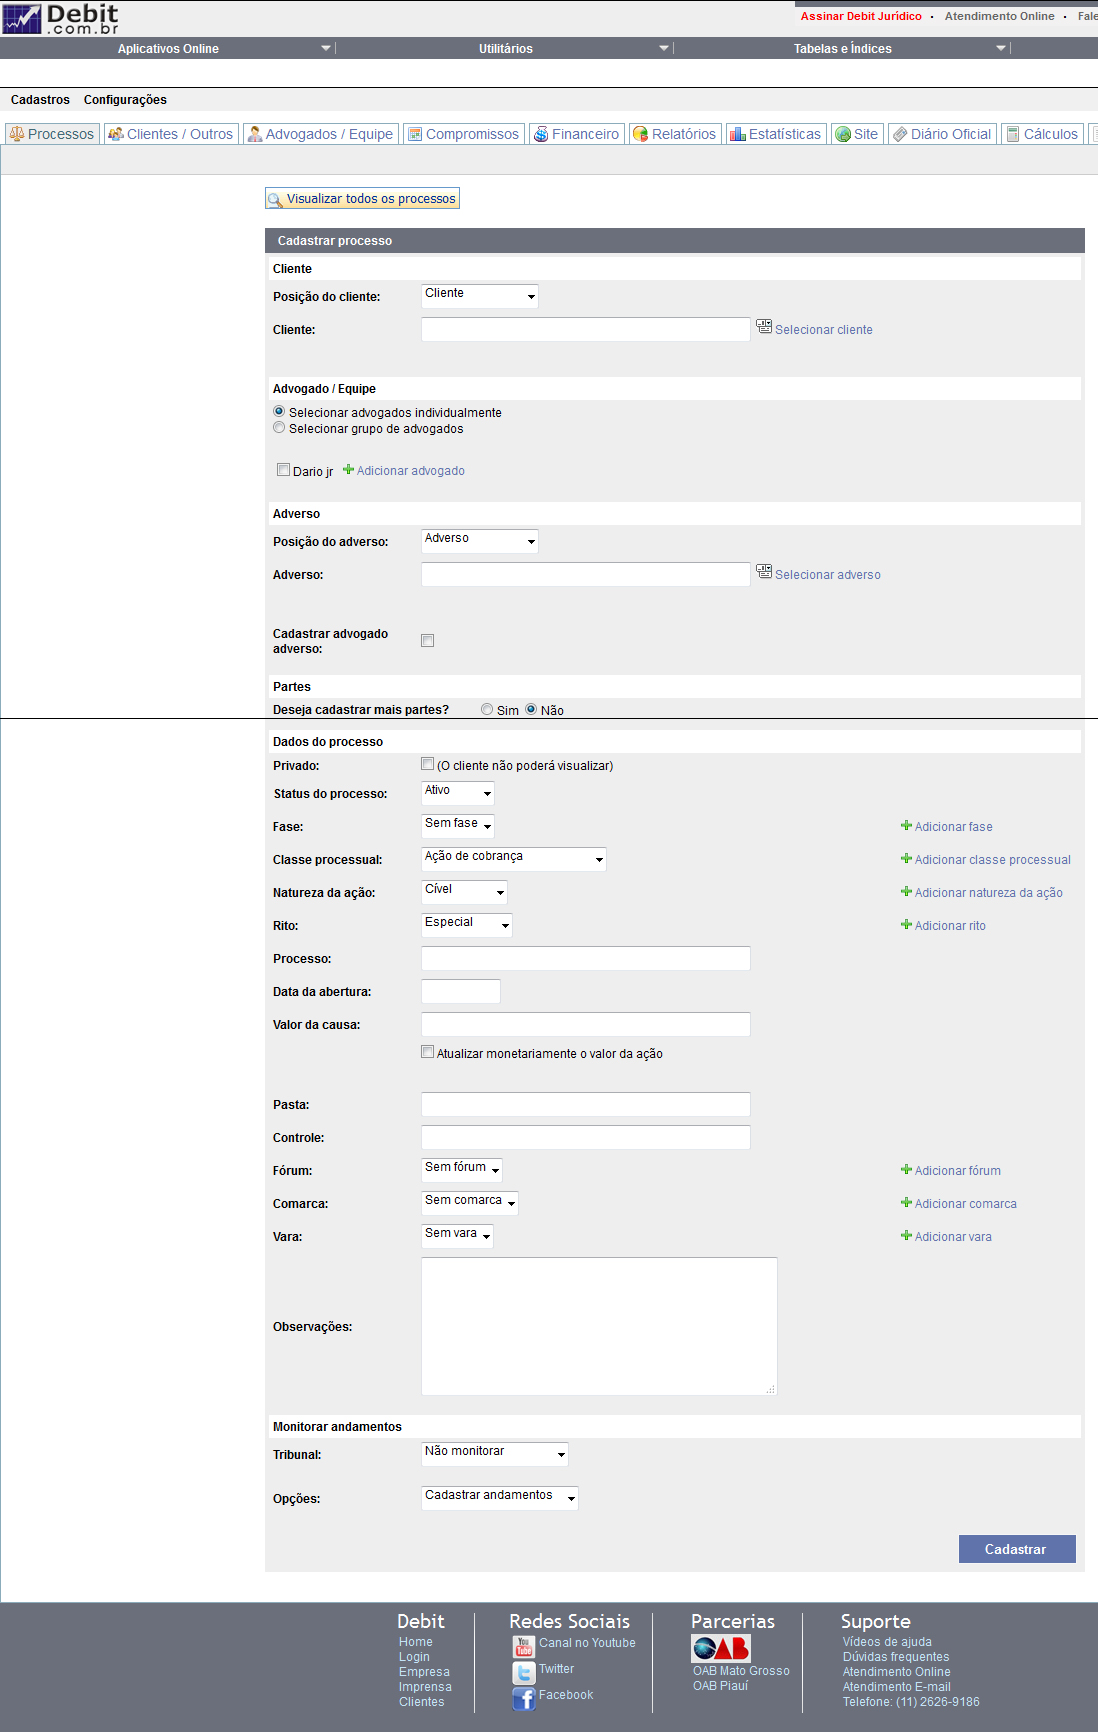 Debit
.com.br
Assinar Debit Jurídico · Atendimento Online · Fale
Aplicativos Online Utilitários Tabelas e Índices
Cadastros Configurações
Processos Clientes / Outros Advogados / Equipe Compromissos Financeiro Relatórios Estatísticas Site Diário Oficial Cálculos
Visualizar todos os processos
Cadastrar processo
Cliente
Posição do cliente: Cliente
Cliente: Selecionar cliente
Advogado / Equipe
Selecionar advogados individualmente
Selecionar grupo de advogados
Dario jr Adicionar advogado
Adverso
Posição do adverso: Adverso
Adverso: Selecionar adverso
Cadastrar advogado
adverso:
Partes
Deseja cadastrar mais partes? Sim Não
Dados do processo
Privado: (O cliente não poderá visualizar)
Status do processo: Ativo
Fase: Sem fase Adicionar fase
Classe processual: Ação de cobrança Adicionar classe processual
Natureza da ação: Cível Adicionar natureza da ação
Rito: Especial Adicionar rito
Processo:
Data da abertura:
Valor da causa:
Atualizar monetariamente o valor da ação
Pasta:
Controle:
Fórum: Sem fórum Adicionar fórum
Comarca: Sem comarca Adicionar comarca
Vara: Sem vara Adicionar vara
Observações:
Monitorar andamentos
Tribunal: Não monitorar
Opções: Cadastrar andamentos
Cadastrar
Debit
Home
Login
Empresa
Imprensa
Clientes
Redes Sociais
You Tube Canal no Youtube
Twitter
Facebook
Parcerias
OAB
OAB Mato Grosso
OAB Piauí
Suporte
Vídeos de ajuda
Dúvidas frequentes
Atendimento Online
Atendimento E-mail
Telefone: (11) 2626-9186